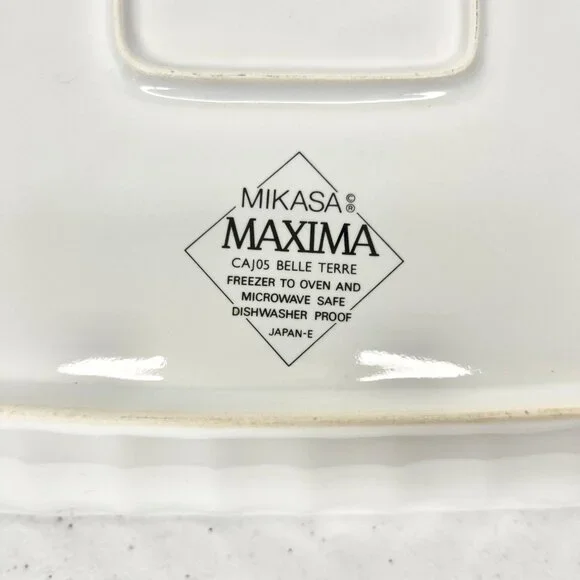 MIKASA ©®
MAXIMA
CAJ05 BELLE TERRE
FREEZER TO OVEN AND
MICROWAVE SAFE
DISHWASHER PROOF
JAPAN-E